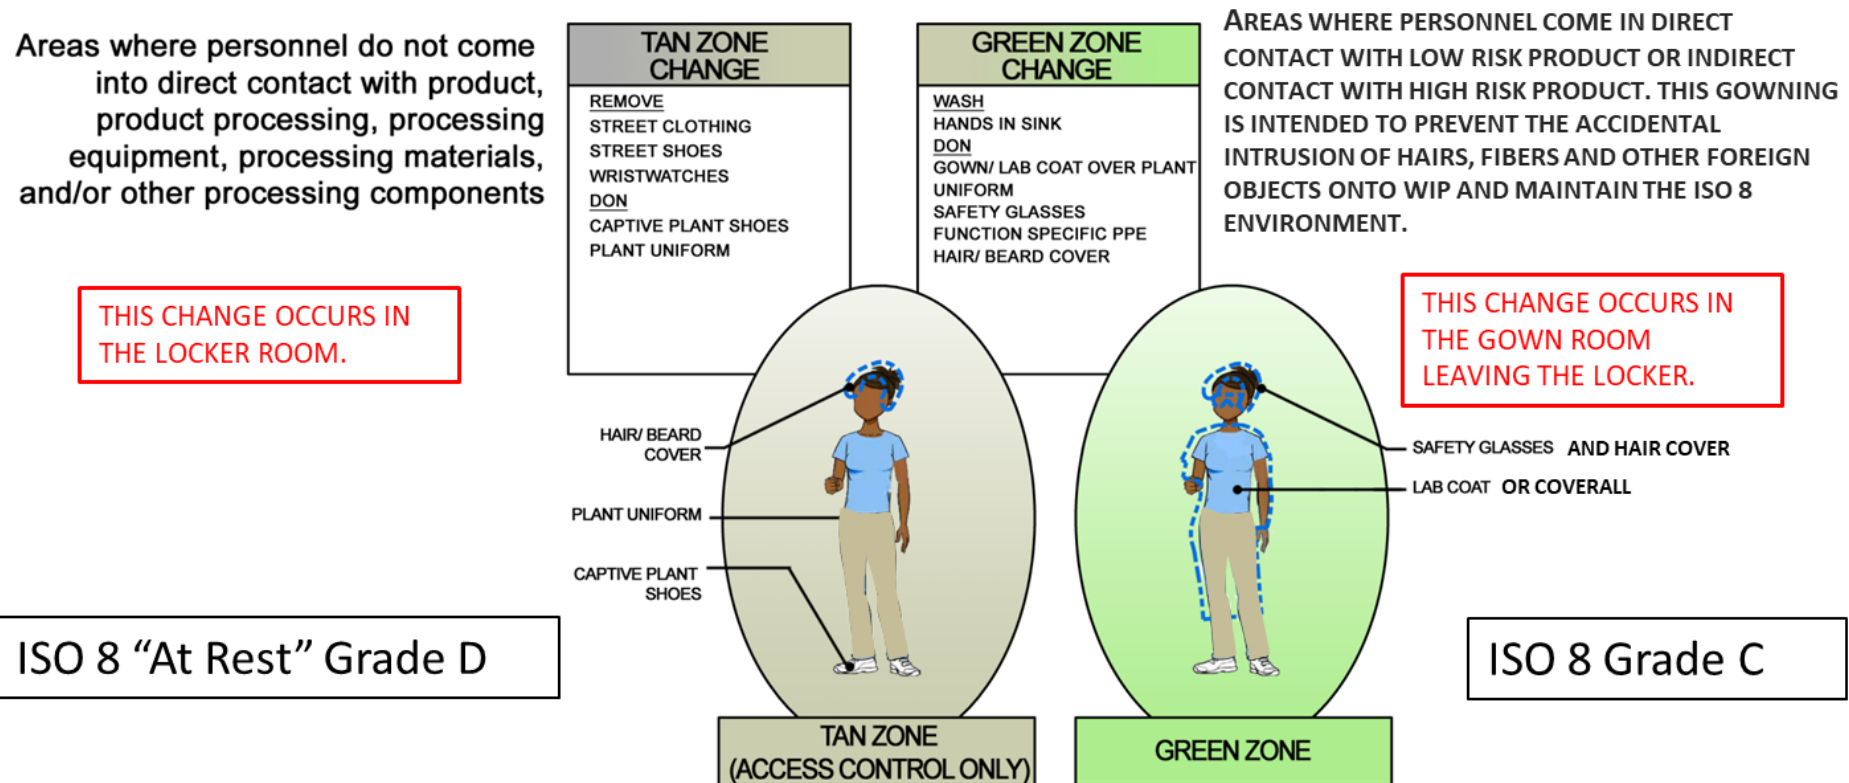 Areas where personnel do not come
into direct contact with product,
product processing, processing
equipment, processing materials,
and/or other processing components
THIS CHANGE OCCURS IN
THE LOCKER ROOM.
TAN ZONE
CHANGE
REMOVE
STREET CLOTHING
STREET SHOES
WRISTWATCHES
DON
CAPTIVE PLANT SHOES
PLANT UNIFORM
GREEN ZONE
CHANGE
WASH
HANDS IN SINK
DON
GOWN/ LAB COAT OVER PLANT
UNIFORM
SAFETY GLASSES
FUNCTION SPECIFIC PPE
HAIR/ BEARD COVER
AREAS WHERE PERSONNEL COME IN DIRECT
CONTACT WITH LOW RISK PRODUCT OR INDIRECT
CONTACT WITH HIGH RISK PRODUCT. THIS GOWNING
IS INTENDED TO PREVENT THE ACCIDENTAL
INTRUSION OF HAIRS, FIBERS AND OTHER FOREIGN
OBJECTS ONTO WIP AND MAINTAIN THE ISO 8
ENVIRONMENT.
THIS CHANGE OCCURS IN
THE GOWN ROOM
LEAVING THE LOCKER.
HAIR/ BEARD
COVER
PLANT UNIFORM
CAPTIVE PLANT
SHOES
SAFETY GLASSES AND HAIR COVER
LAB COAT OR COVERALL
ISO 8 “At Rest” Grade D
ISO 8 Grade C
TAN ZONE
(ACCESS CONTROL ONLY)
GREEN ZONE